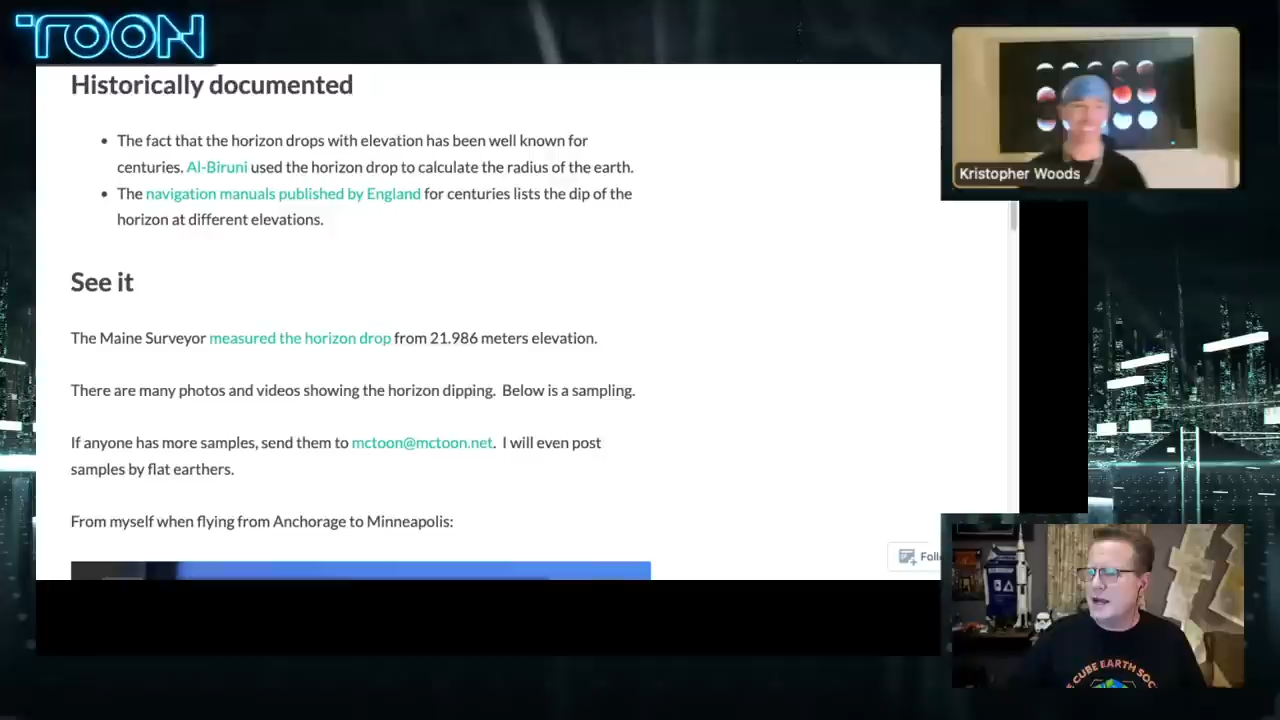 TOON
Historically documented
The fact that the horizon drops with elevation has been well known for
centuries. Al-Biruni used the horizon drop to calculate the radius of the earth.
The navigation manuals published by England for centuries lists the dip of the
horizon at different elevations.
See it
The Maine Surveyor measured the horizon drop from 21.986 meters elevation.
There are many photos and videos showing the horizon dipping. Below is a sampling.
If anyone has more samples, send them to mctoon@mctoon.net. I will even post
samples by flat earthers.
From myself when flying from Anchorage to Minneapolis:
Kristopher Woods
CUBE EARTH